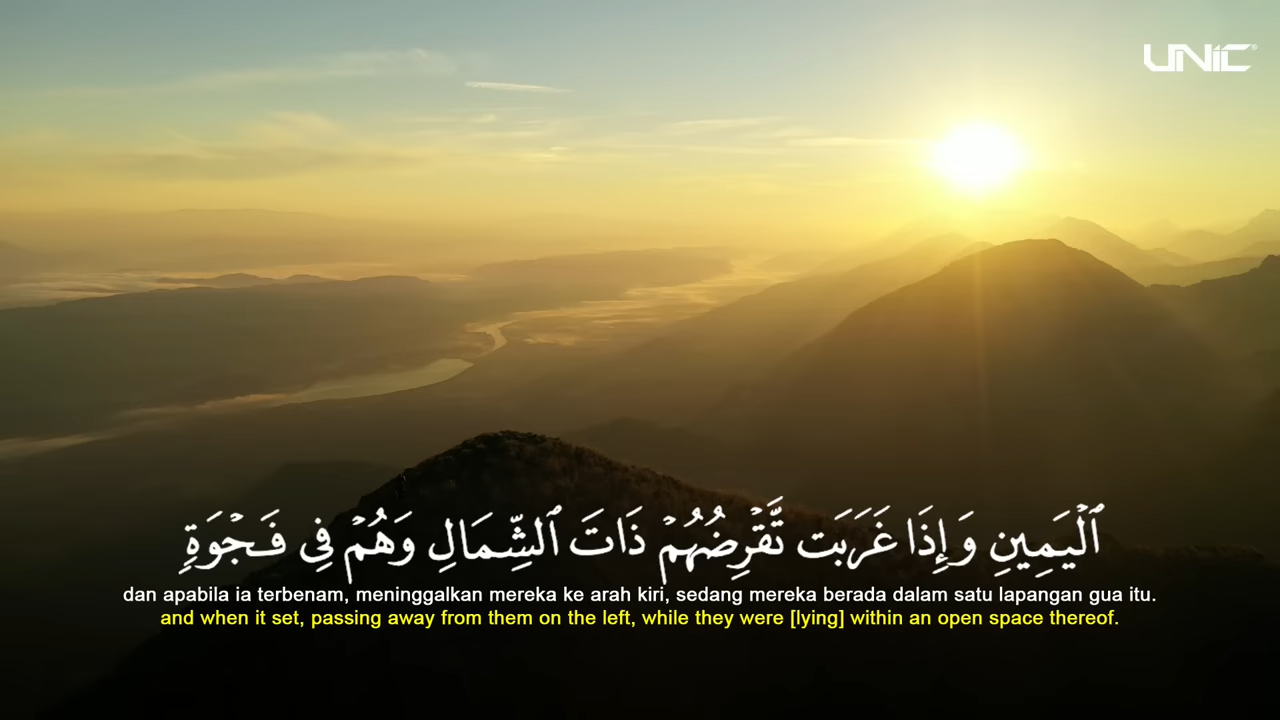 UNIC®
ٱلْيَمِينِ وَإِذَا غَرَبَت تَّقْرِضُهُمْ ذَاتَ ٱلشِّمَالِ وَهُمْ فِى فَجْوَةٍ
dan apabila ia terbenam, meninggalkan mereka ke arah kiri, sedang mereka berada dalam satu lapangan gua itu.
and when it set, passing away from them on the left, while they were [lying] within an open space thereof.